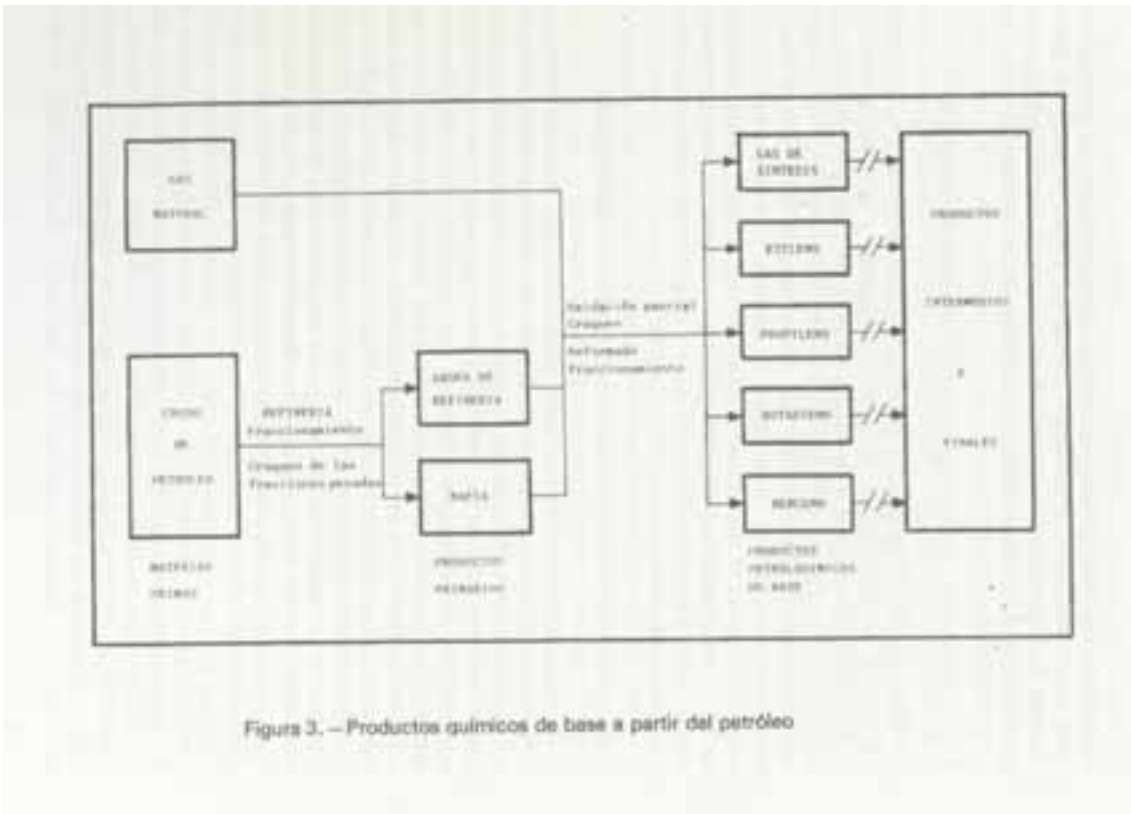 GAS
NATURAL
CRUDO
DE
PETROLEO
MATERIAS
PRIMAS
REFINERIA
Fraccionamiento
Craqueo de las
fracciones pesadas
GASES DE
REFINERIA
NAFTA
PRODUCTOS
PRIMARIOS
Oxidación parcial
Craqueo
Reformado
Fraccionamiento
GAS DE
SINTESIS
ETILENO
PROPILENO
BUTADIENO
BENCENO
PRODUCTOS
PETROLOQUIMICOS
DE BASE
PRODUCTOS
INTERMEDIOS
FINALES
Figura 3. — Productos químicos de base a partir del petróleo